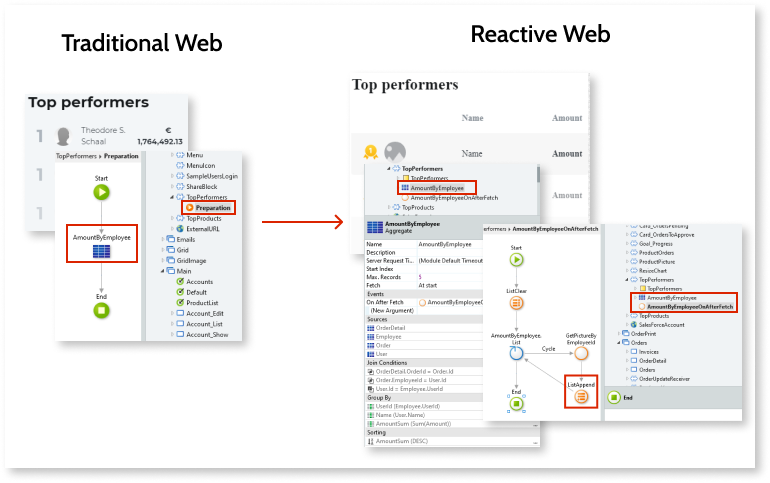 Traditional Web
Reactive Web
Top performers
1
Theodore S. Schaal
€ 1,764,492.13
1
1
TopPerformers ▸ Preparation
Start
AmountByEmployee
End
Menu
MenuIcon
SampleUsersLogin
ShareBlock
TopPerformers
Preparation
TopProducts
ExternalURL
Emails
Grid
GridImage
Main
Accounts
Default
ProductList
Account_Edit
Account_List
Account_Show
Top performers
Name Amount
Name Amount
Amount
TopPerformers
TopPerformers
AmountByEmployee
AmountByEmployeeOnAfterFetch
TopProducts
AmountByEmployee
Aggregate
Name AmountByEmployee
Description
Server Request Ti... (Module Default Timeout
Start Index
Max. Records 5
Fetch At start
Events
On After Fetch AmountByEmployeeO
(New Argument)
Sources
OrderDetail
Employee
Order
User
Join Conditions
OrderDetail.OrderId = Order.Id
Order.EmployeeId = User.Id
User.Id = Employee.UserId
Group By
UserId (Employee.UserId)
Name (User.Name)
AmountSum (Sum(Amount))
Sorting
AmountSum (DESC)
erformers ▸ AmountByEmployeeOnAfterFetch
Start
ListClear
AmountByEmployee.
List
Cycle
GetPictureBy
EmployeeId
ListAppend
End
Card_OrdersPending
Card_OrdersToApprove
Goal_Progress
ProductOrders
ProductPicture
ResizeChart
TopPerformers
TopPerformers
AmountByEmployee
AmountByEmployeeOnAfterFetch
TopProducts
SalesForceAccount
OrderPrint
Orders
Invoices
OrderDetail
Orders
OrderUpdateReceiver
End